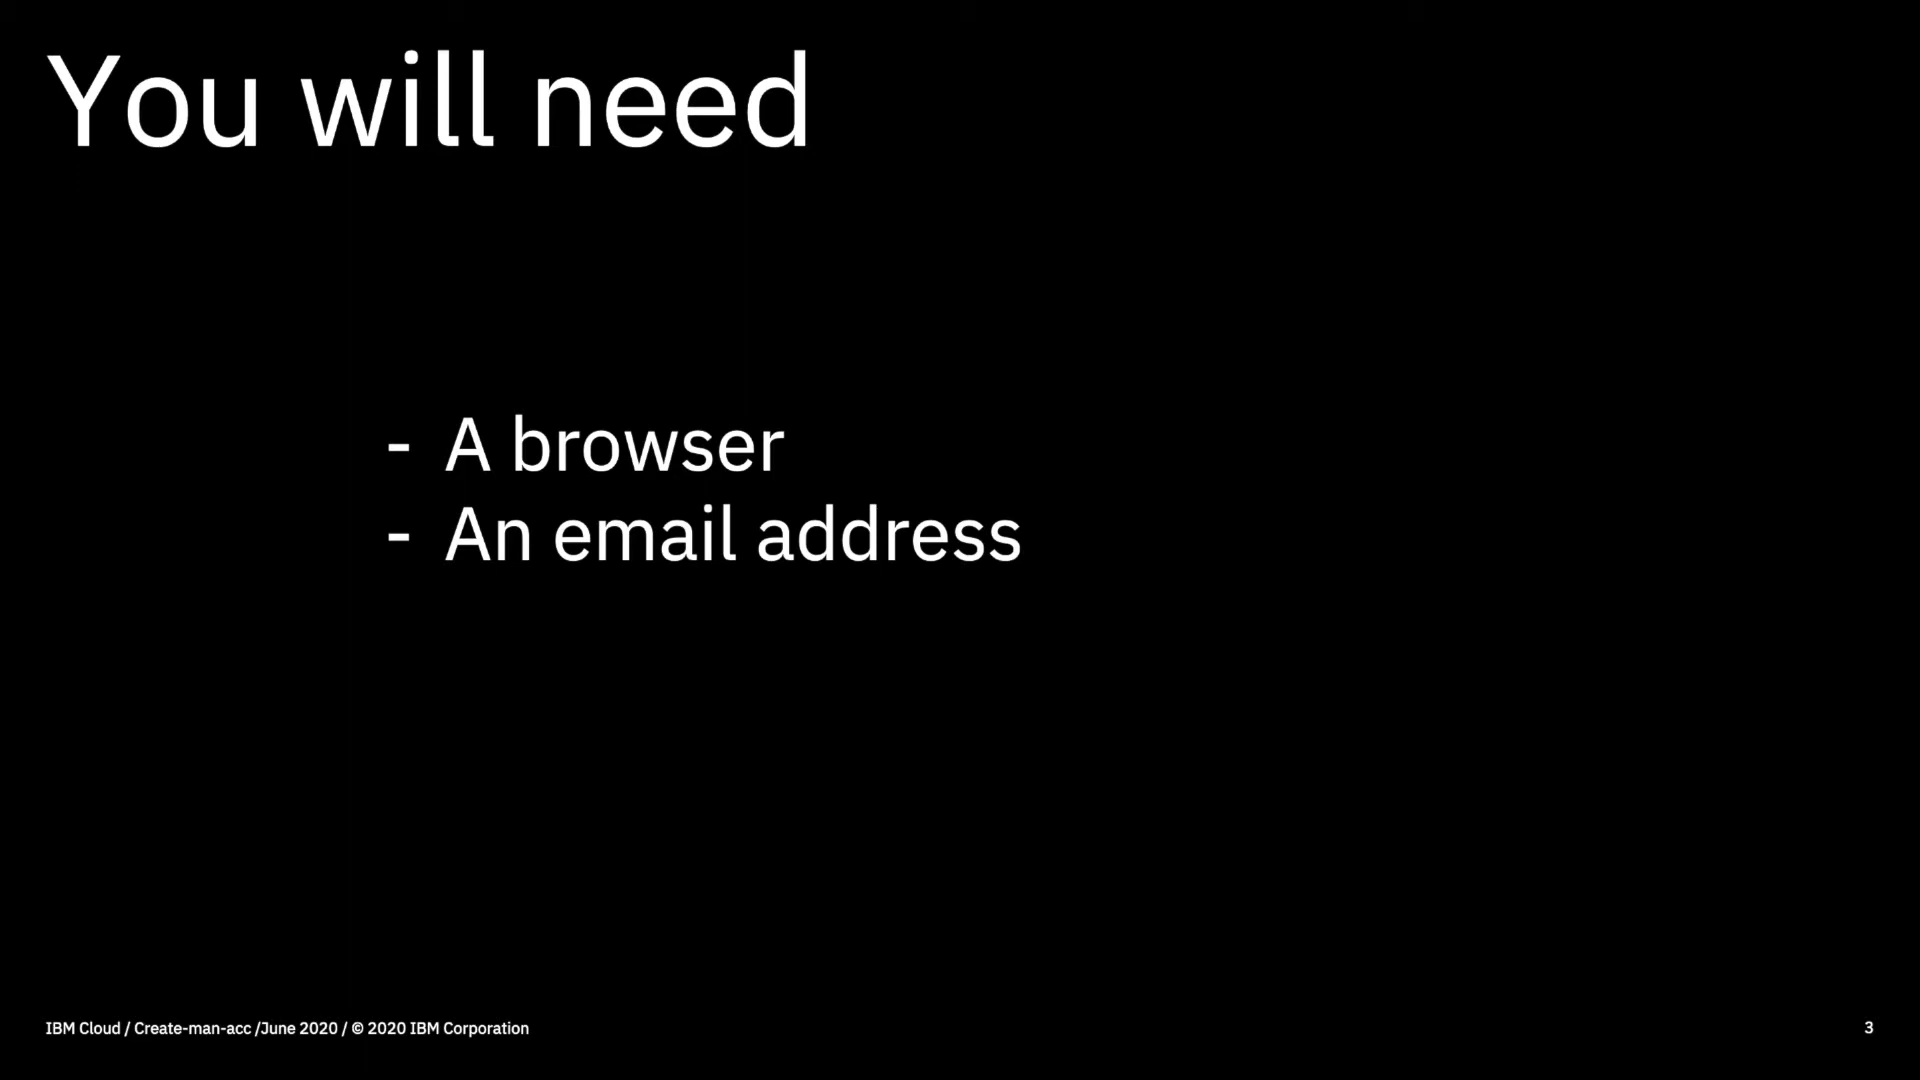 You will need
- A browser
- An email address
IBM Cloud / Create-man-acc /June 2020 / © 2020 IBM Corporation
3